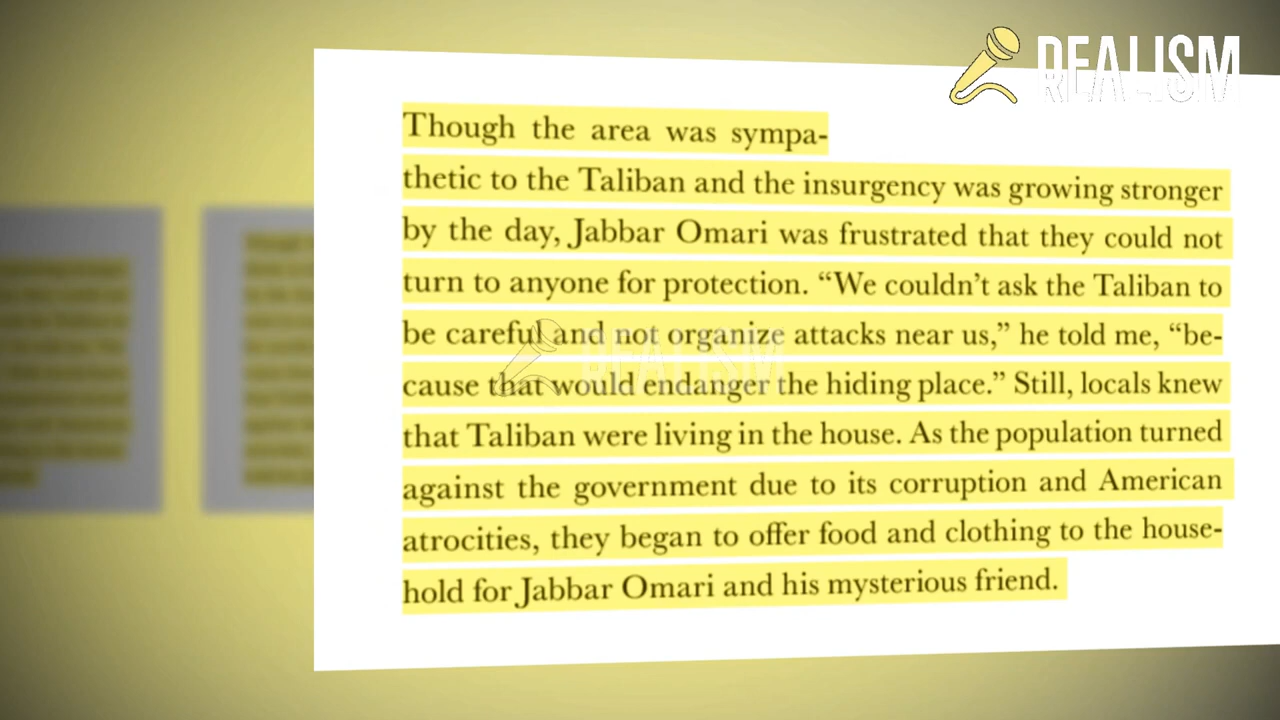 REALISM
Though the area was sympa-
thetic to the Taliban and the insurgency was growing stronger
by the day, Jabbar Omari was frustrated that they could not
turn to anyone for protection. “We couldn’t ask the Taliban to
be careful and not organize attacks near us,” he told me, “be-
cause that would endanger the hiding place.” Still, locals knew
that Taliban were living in the house. As the population turned
against the government due to its corruption and American
atrocities, they began to offer food and clothing to the house-
hold for Jabbar Omari and his mysterious friend.
REALISM